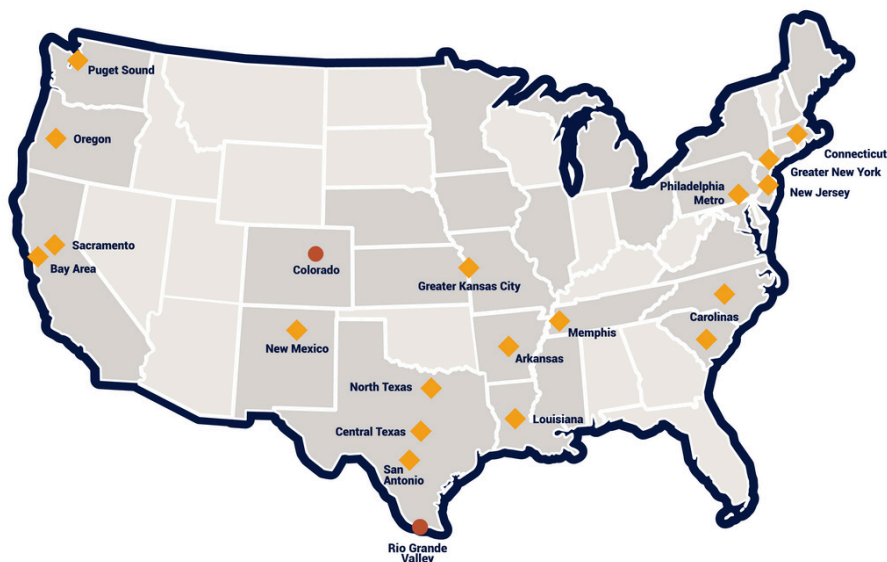 Puget Sound
Oregon
Connecticut
Greater New York
Philadelphia
Metro
New Jersey
Sacramento
Bay Area
Colorado
Greater Kansas City
Carolinas
Memphis
New Mexico
Arkansas
North Texas
Louisiana
Central Texas
San
Antonio
Rio Grande
Valley